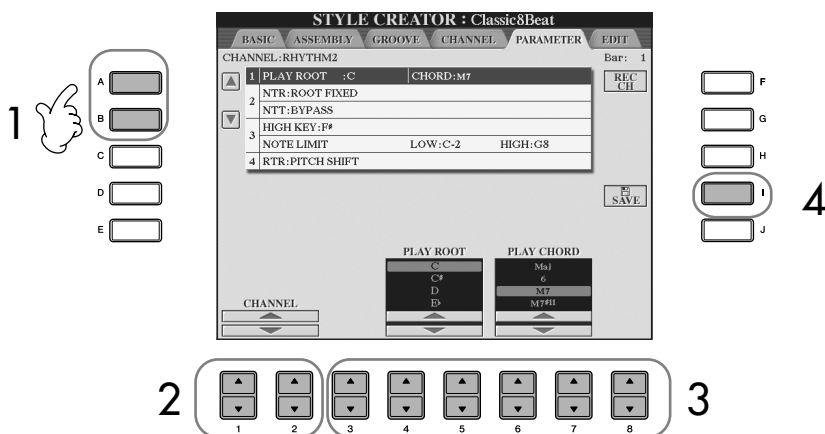 STYLE CREATOR : Classic8Beat
BASIC ASSEMBLY GROOVE CHANNEL PARAMETER EDIT
CHANNEL:RHYTHM2 Bar: 1
1 PLAY ROOT :C CHORD:M7
REC CH
2 NTR:ROOT FIXED
NTT:BYPASS
3 HIGH KEY:F♯
NOTE LIMIT LOW:C-2 HIGH:G8
4 RTR:PITCH SHIFT
SAVE
PLAY ROOT PLAY CHORD
C Maj
C♯ 6
D M7
E♭ M7♯11
CHANNEL
A
B
C
D
E
F
G
H
I
J
1
4
2
3
1 2 3 4 5 6 7 8